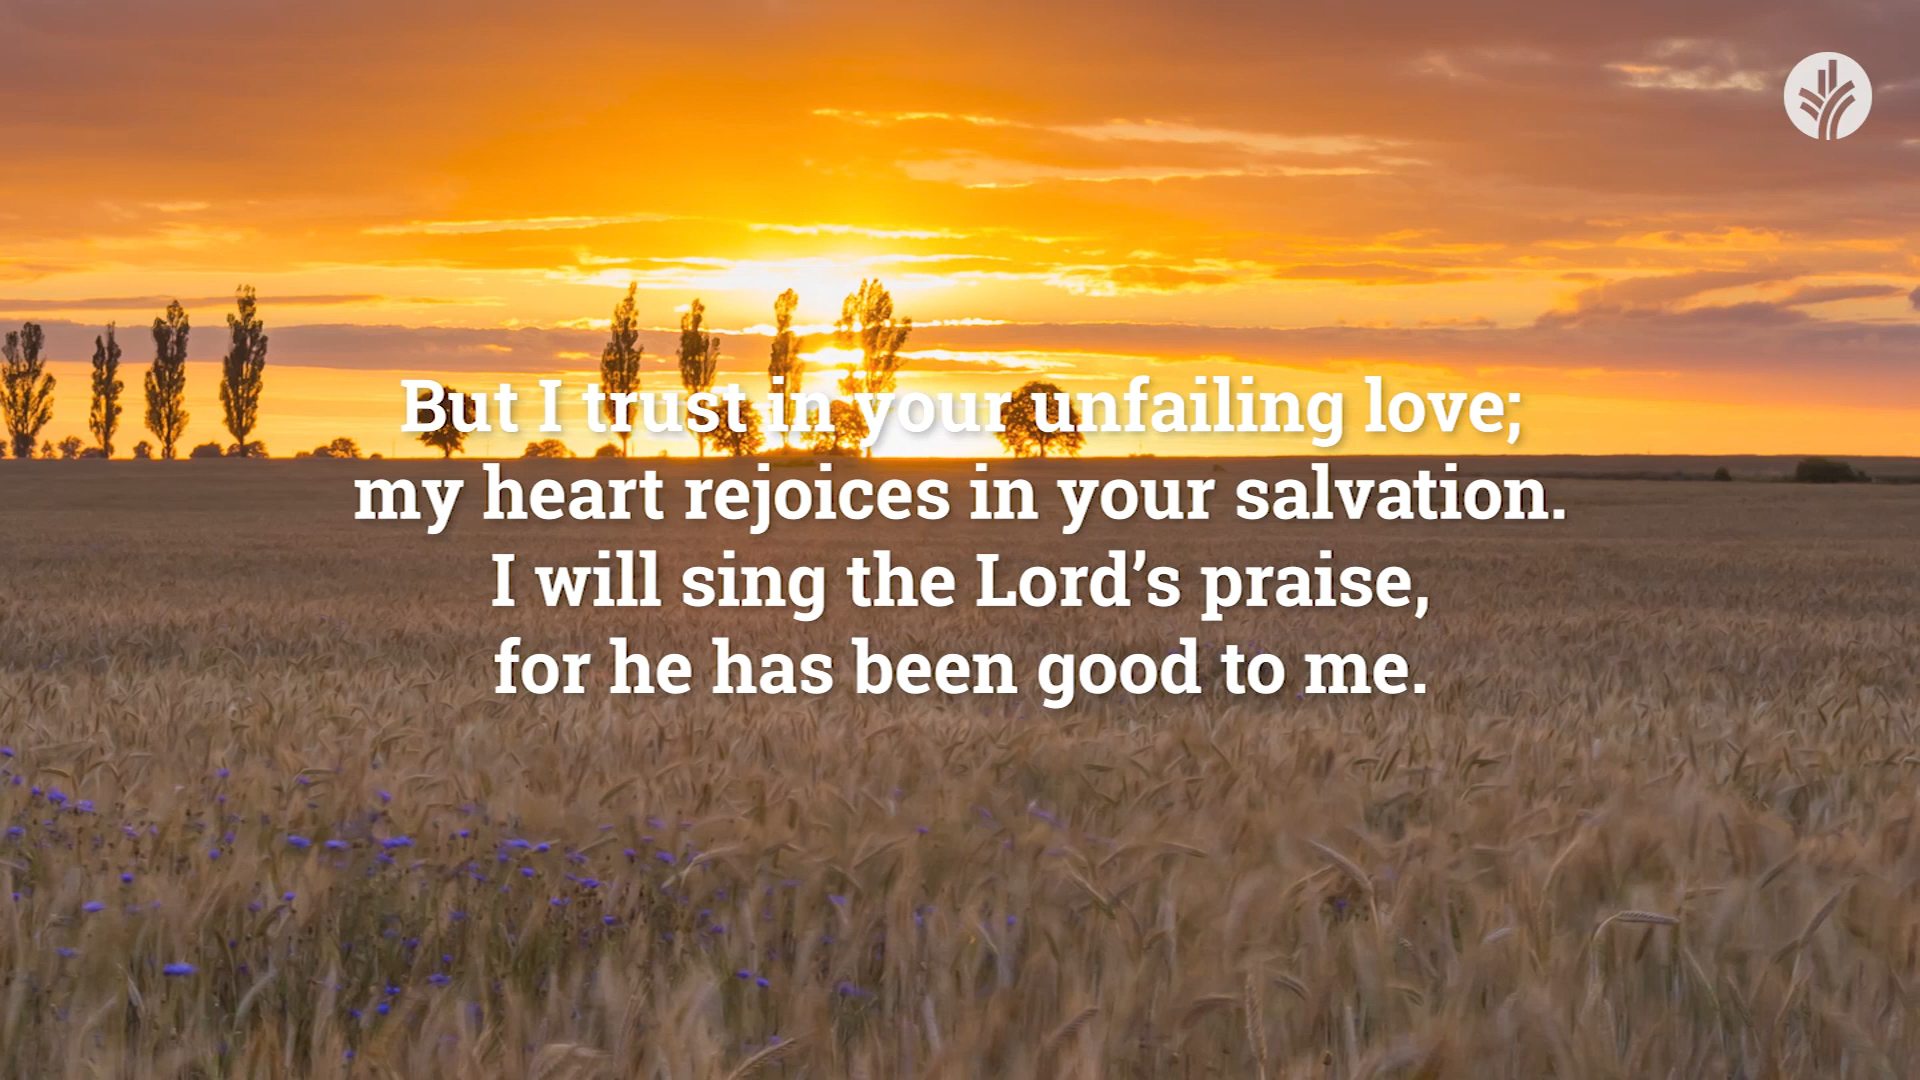 But I trust in your unfailing love;
my heart rejoices in your salvation.
I will sing the Lord’s praise,
for he has been good to me.